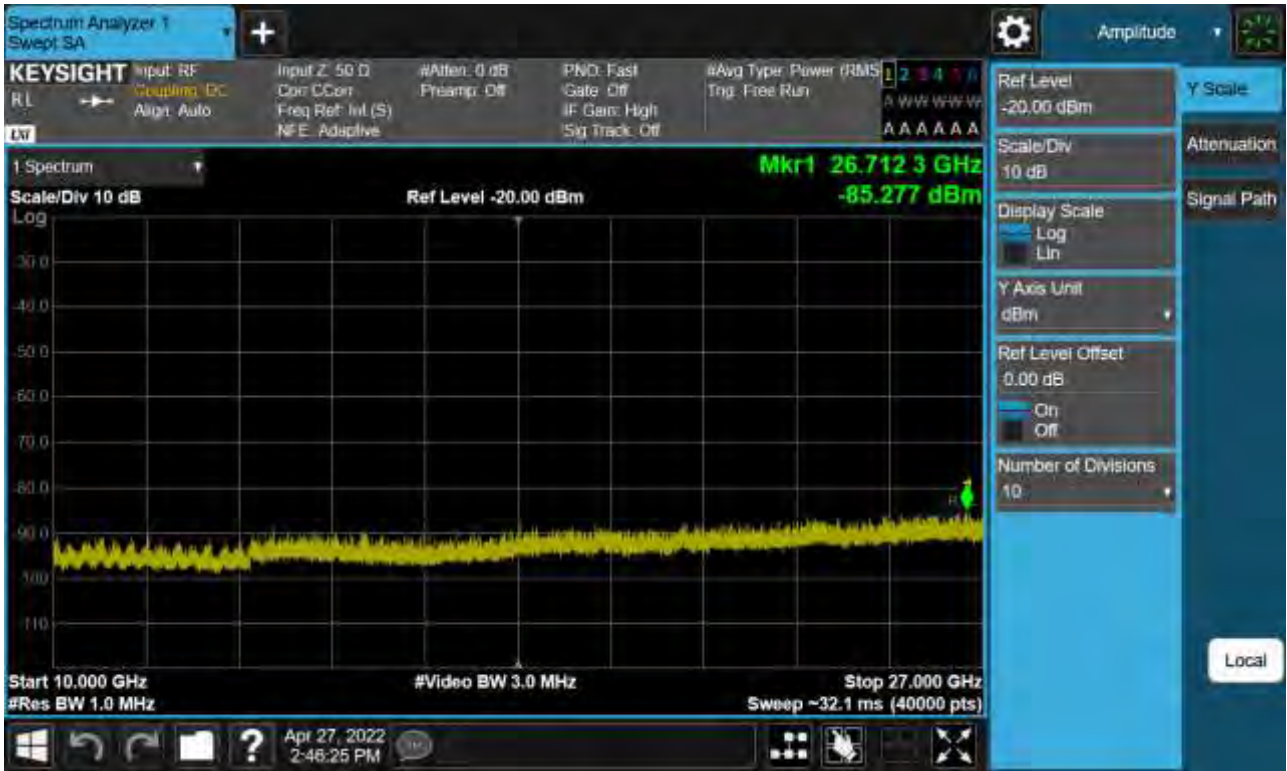 Spectrum Analyzer 1
Swept SA
Amplitude
KEYSIGHT
RL
Input: RF
Coupling: DC
Align: Auto
Input Z: 50 Ω
Corr CCorr
Freq Ref: Int (S)
NFE: Adaptive
#Atten: 0 dB
Preamp: Off
PNO: Fast
Gate: Off
IF Gain: High
Sig Track: Off
#Avg Type: Power (RMS
Trig: Free Run
1 2 3 4 5 6
A W W W W W
A A A A A A
1 Spectrum
Scale/Div 10 dB
Ref Level -20.00 dBm
Mkr1 26.712 3 GHz
-85.277 dBm
Log
-30.0
-40.0
-50.0
-60.0
-70.0
-80.0
-90.0
-100
-110
Start 10.000 GHz
#Res BW 1.0 MHz
#Video BW 3.0 MHz
Stop 27.000 GHz
Sweep ~32.1 ms (40000 pts)
Ref Level
-20.00 dBm
Scale/Div
10 dB
Display Scale
Log
Lin
Y Axis Unit
dBm
Ref Level Offset
0.00 dB
On
Off
Number of Divisions
10
Y Scale
Attenuation
Signal Path
Local
?
Apr 27, 2022
2:46:25 PM